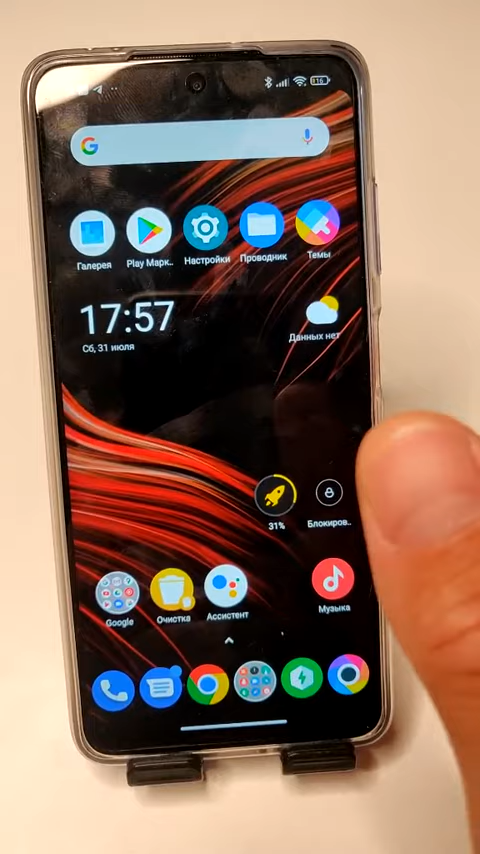 Галерея
Play Марк..
Настройки
Проводник
Темы
17:57
Сб, 31 июля
Данных нет
31%
Блокиров..
Google
Очистка
Ассистент
Музыка